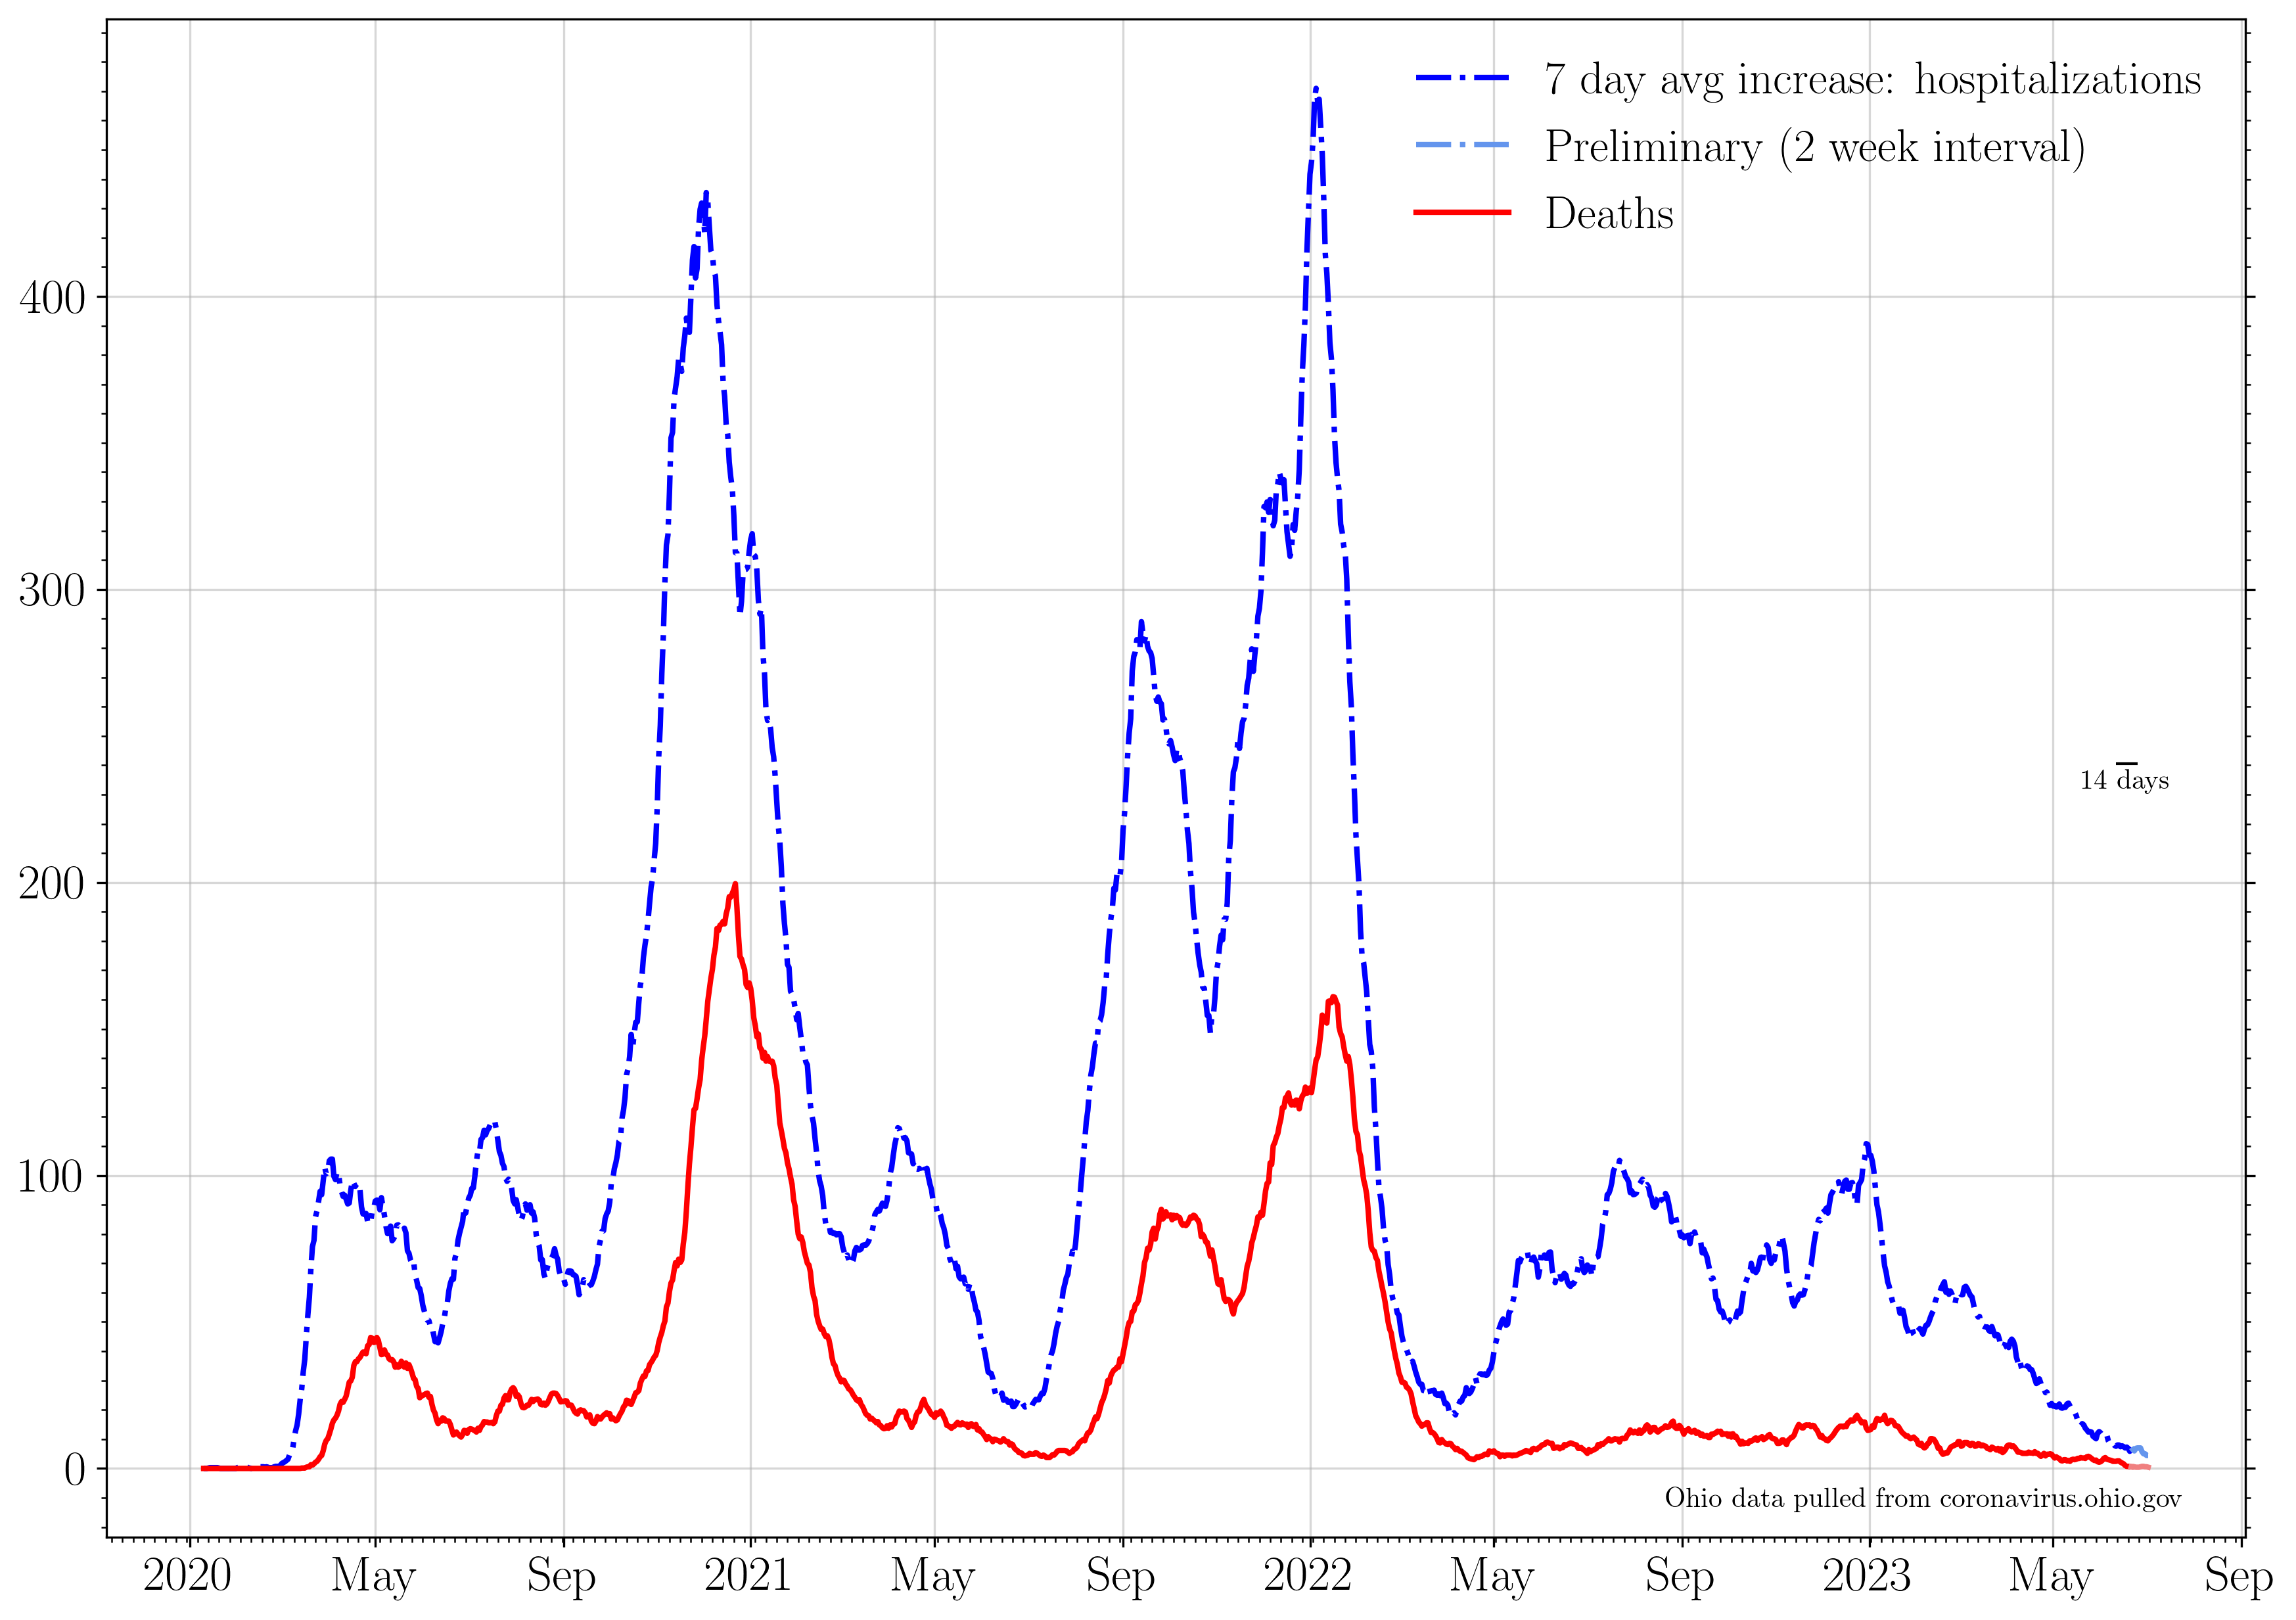 7 day avg increase: hospitalizations
Preliminary (2 week interval)
Deaths
400
300
14 days
200
100
0
Ohio data pulled from coronavirus.ohio.gov
2020 May Sep 2021 May Sep 2022 May Sep 2023 May Sep